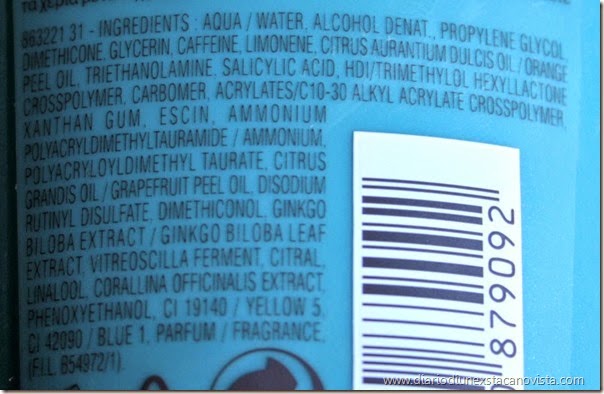 863221 31 - INGREDIENTS : AQUA / WATER, ALCOHOL DENAT., PROPYLENE GLYCOL,
DIMETHICONE, GLYCERIN, CAFFEINE, LIMONENE, CITRUS AURANTIUM DULCIS OIL / ORANGE
PEEL OIL, TRIETHANOLAMINE, SALICYLIC ACID, HDI/TRIMETHYLOL HEXYLLACTONE
CROSSPOLYMER, CARBOMER, ACRYLATES/C10-30 ALKYL ACRYLATE CROSSPOLYMER,
XANTHAN GUM, ESCIN, AMMONIUM
POLYACRYLDIMETHYLTAURAMIDE / AMMONIUM,
POLYACRYLOYLDIMETHYL TAURATE, CITRUS
GRANDIS OIL / GRAPEFRUIT PEEL OIL, DISODIUM
RUTINYL DISULFATE, DIMETHICONOL, GINKGO
BILOBA EXTRACT / GINKGO BILOBA LEAF
EXTRACT, VITREOSCILLA FERMENT, CITRAL,
LINALOOL, CORALLINA OFFICINALIS EXTRACT,
PHENOXYETHANOL, CI 19140 / YELLOW 5,
CI 42090 / BLUE 1, PARFUM / FRAGRANCE,
(F.I.L. B54972/1).
879092
www.diariodiunexstacanovista.com